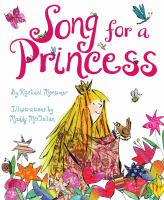 Song for a
Princess
By Rachael Mortimer
Illustrations by
Maddy McClellan